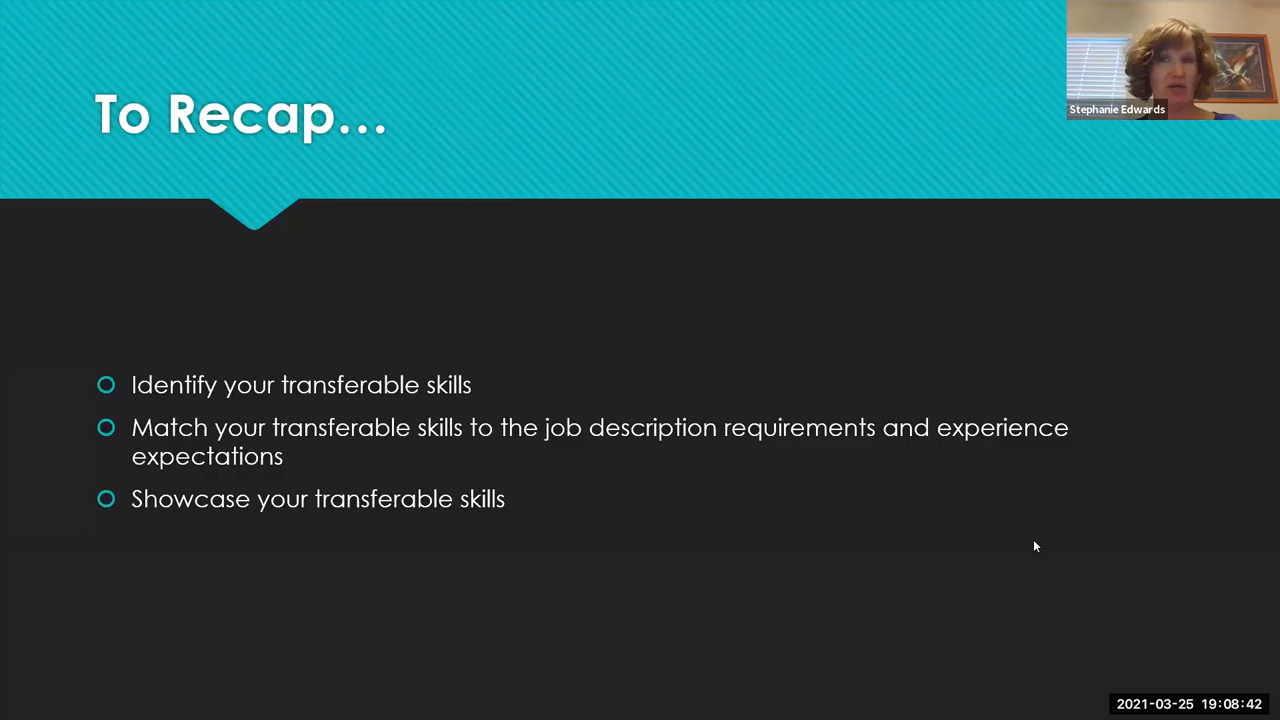 To Recap...
Stephanie Edwards
Identify your transferable skills
Match your transferable skills to the job description requirements and experience
expectations
Showcase your transferable skills
2021-03-25 19:08:42